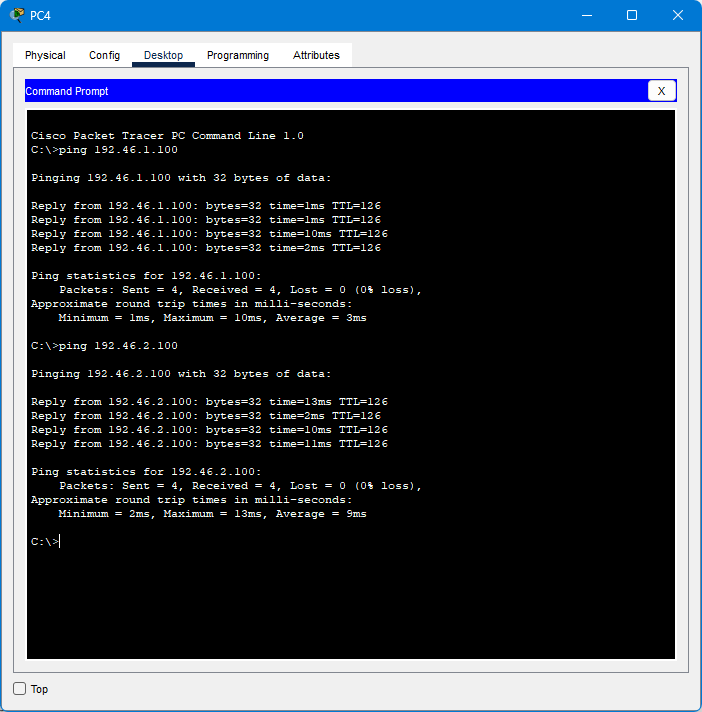 PC4
Physical Config Desktop Programming Attributes
Command Prompt
X
Cisco Packet Tracer PC Command Line 1.0
C:\>ping 192.46.1.100
Pinging 192.46.1.100 with 32 bytes of data:
Reply from 192.46.1.100: bytes=32 time=1ms TTL=126
Reply from 192.46.1.100: bytes=32 time=1ms TTL=126
Reply from 192.46.1.100: bytes=32 time=10ms TTL=126
Reply from 192.46.1.100: bytes=32 time=2ms TTL=126
Ping statistics for 192.46.1.100:
Packets: Sent = 4, Received = 4, Lost = 0 (0% loss),
Approximate round trip times in milli-seconds:
Minimum = 1ms, Maximum = 10ms, Average = 3ms
C:\>ping 192.46.2.100
Pinging 192.46.2.100 with 32 bytes of data:
Reply from 192.46.2.100: bytes=32 time=13ms TTL=126
Reply from 192.46.2.100: bytes=32 time=2ms TTL=126
Reply from 192.46.2.100: bytes=32 time=10ms TTL=126
Reply from 192.46.2.100: bytes=32 time=11ms TTL=126
Ping statistics for 192.46.2.100:
Packets: Sent = 4, Received = 4, Lost = 0 (0% loss),
Approximate round trip times in milli-seconds:
Minimum = 2ms, Maximum = 13ms, Average = 9ms
C:\>
Top